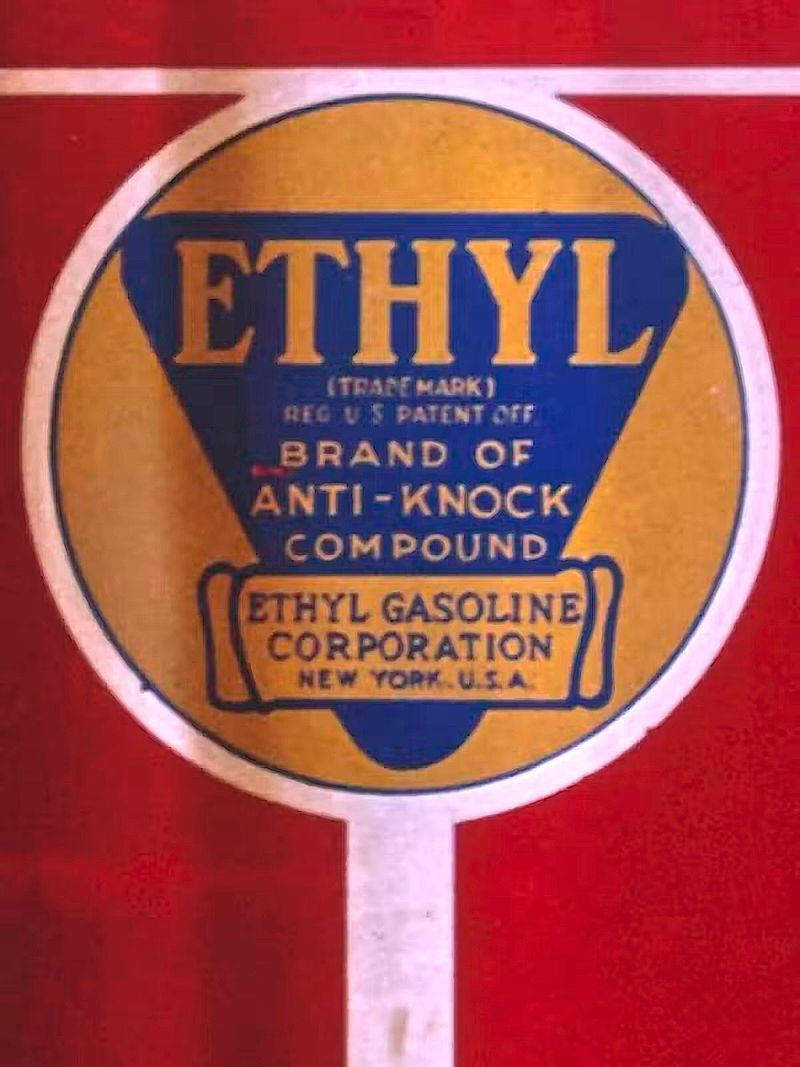 ETHYL
(TRADE MARK)
REG U S PATENT OFF.
BRAND OF
ANTI-KNOCK
COMPOUND
ETHYL GASOLINE
CORPORATION
NEW YORK. U.S.A.